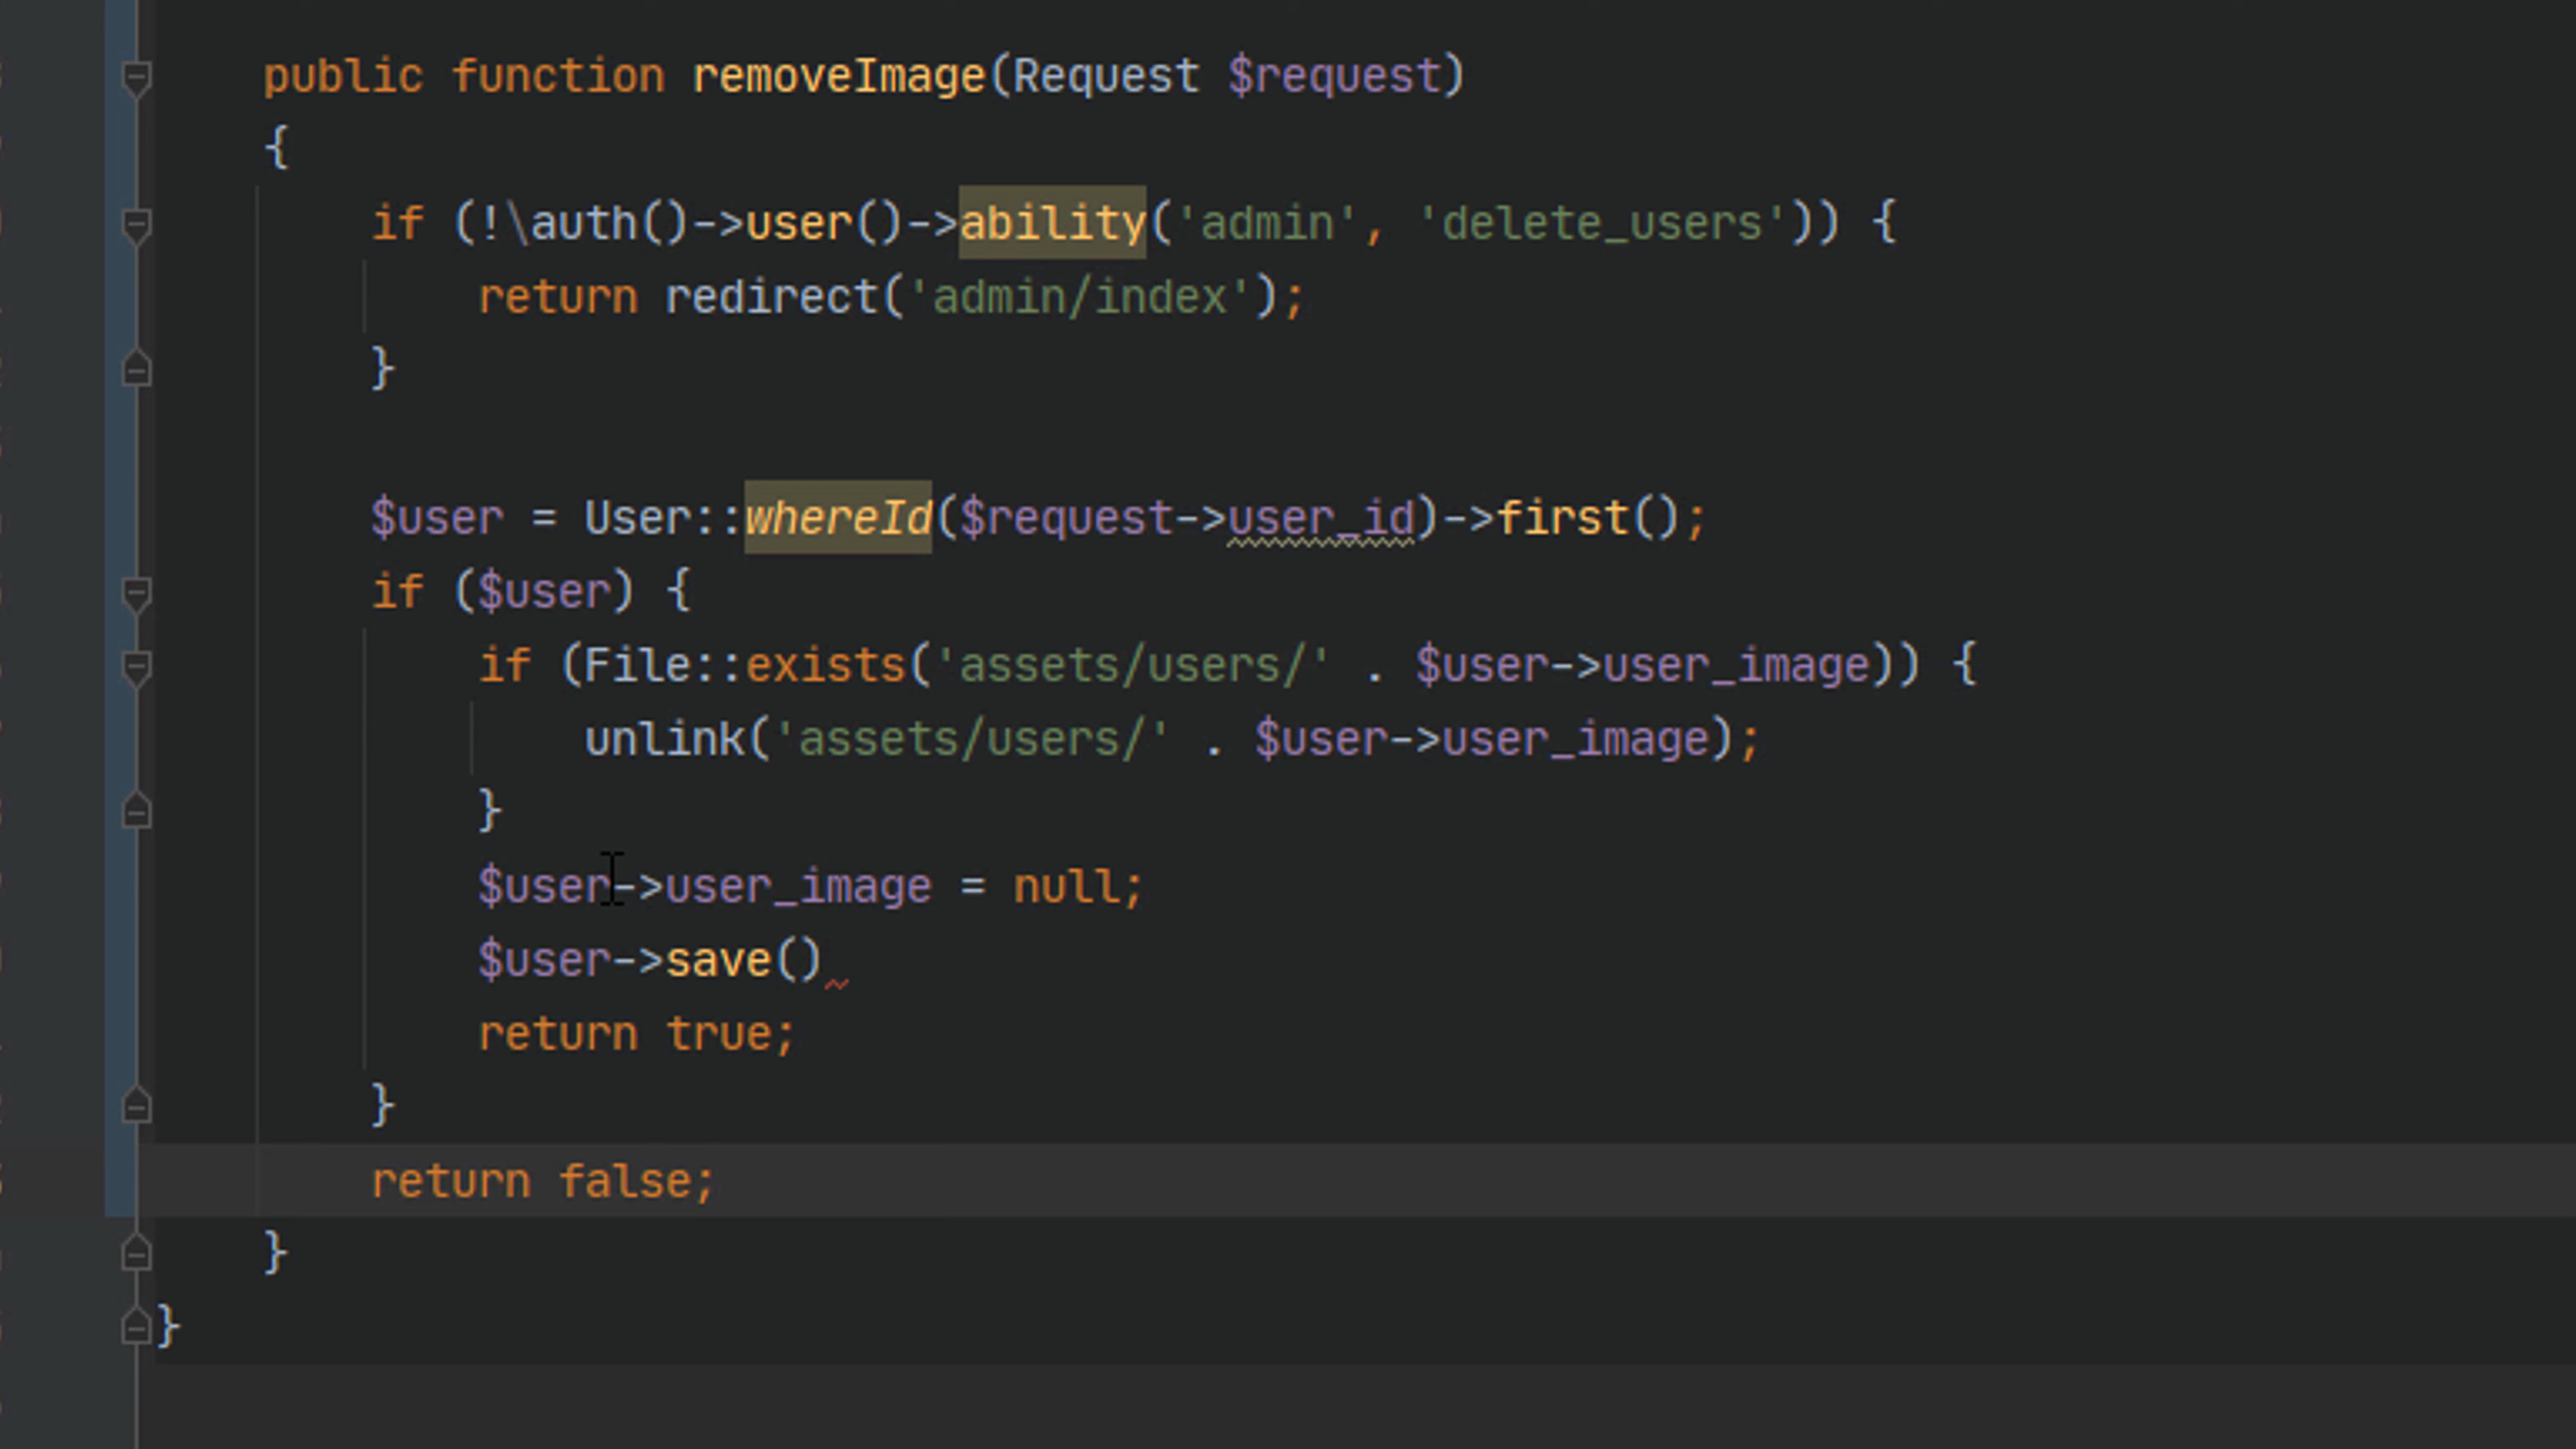 public function removeImage(Request $request)
{
if (!\auth()->user()->ability('admin', 'delete_users')) {
return redirect('admin/index');
}
$user = User::whereId($request->user_id)->first();
if ($user) {
if (File::exists('assets/users/' . $user->user_image)) {
unlink('assets/users/' . $user->user_image);
}
$user->user_image = null;
$user->save()
return true;
}
return false;
}
}